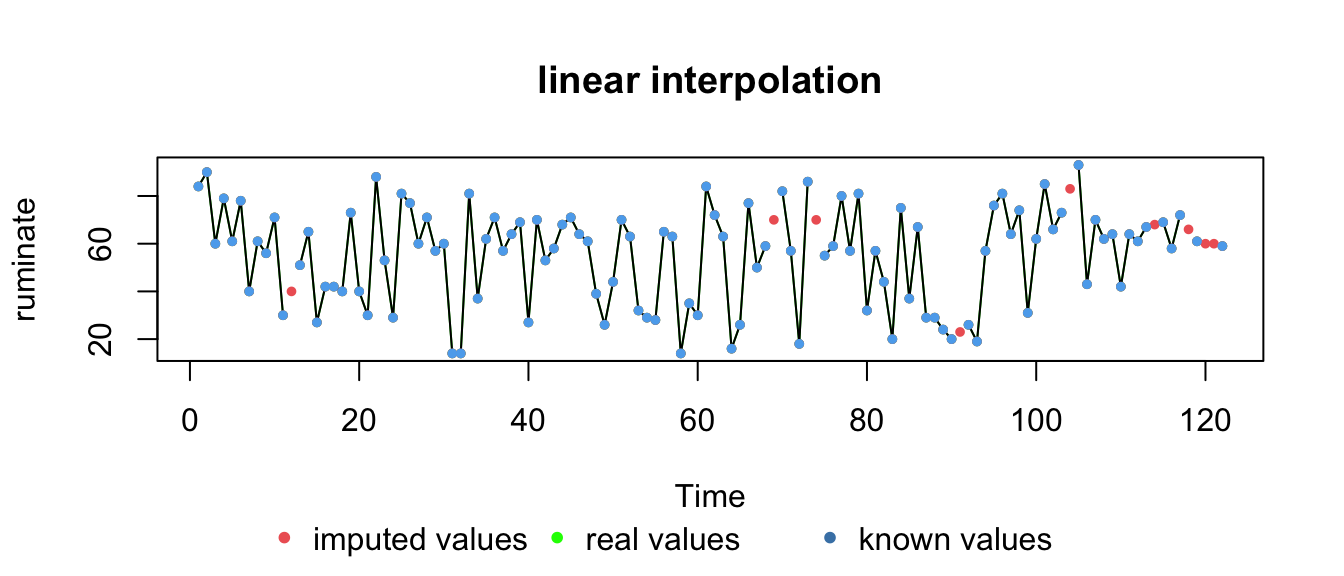 linear interpolation
ruminate
60
20
0 20 40 60 80 100 120
Time
imputed values real values known values